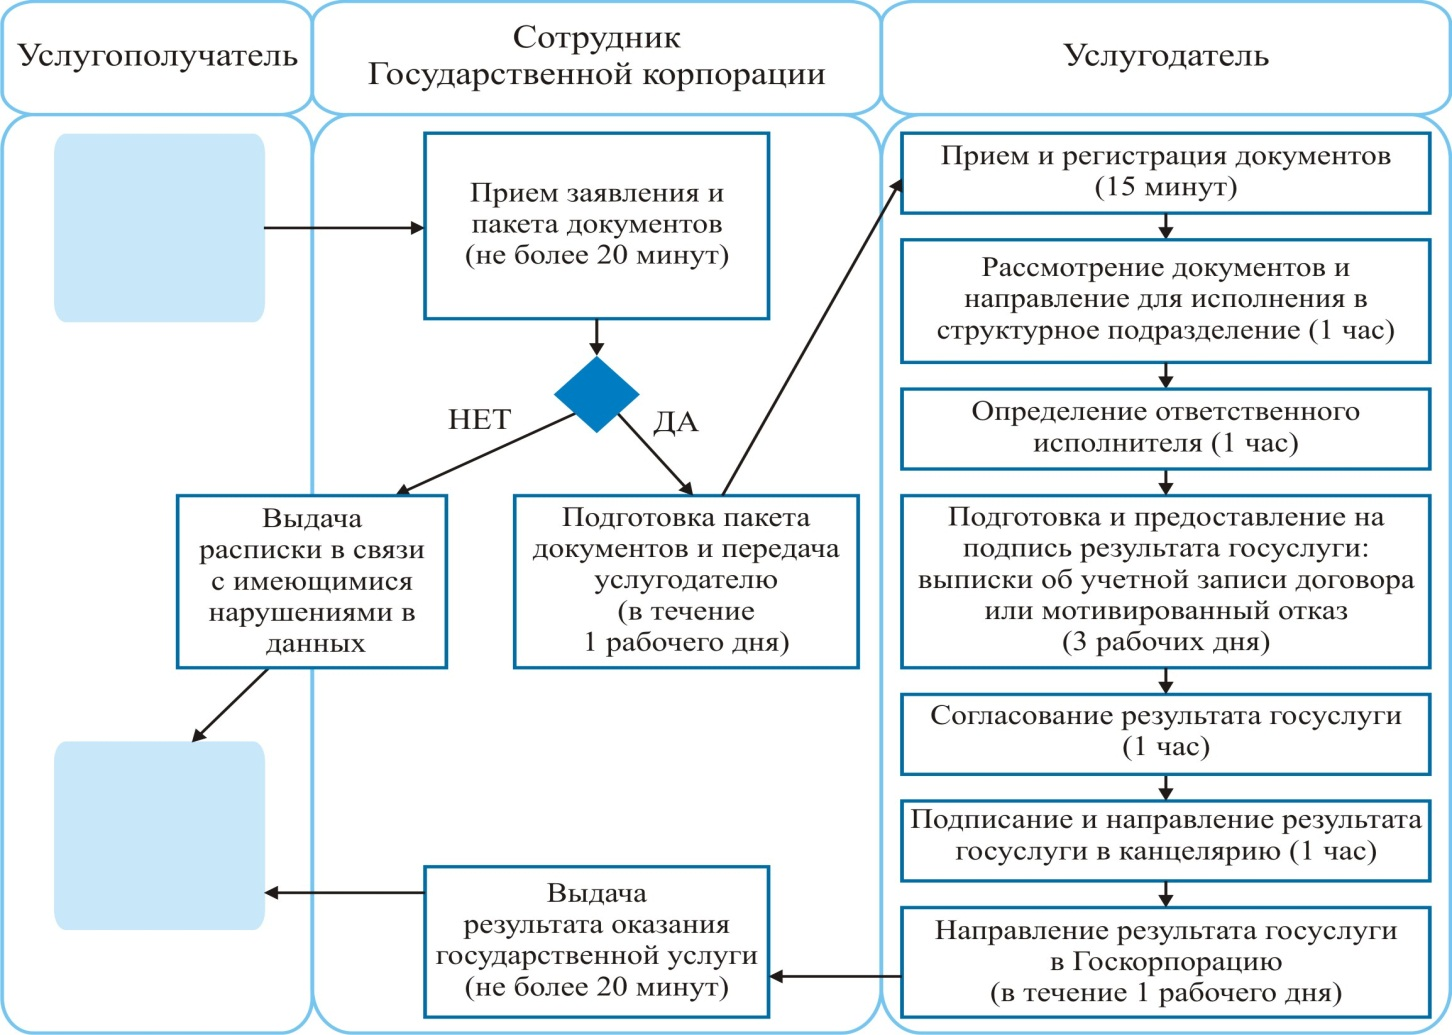 Услугополучатель
Сотрудник
Государственной корпорации
Услугодатель
Прием заявления и
пакета документов
(не более 20 минут)
НЕТ
ДА
Выдача
расписки в связи
с имеющимися
нарушениями в
данных
Подготовка пакета
документов и передача
услугодателю
(в течение
1 рабочего дня)
Прием и регистрация документов
(15 минут)
Рассмотрение документов и
направление для исполнения в
структурное подразделение (1 час)
Определение ответственного
исполнителя (1 час)
Подготовка и предоставление на
подпись результата госуслуги:
выписки об учетной записи договора
или мотивированный отказ
(3 рабочих дня)
Согласование результата госуслуги
(1 час)
Подписание и направление результата
госуслуги в канцелярию (1 час)
Направление результата госуслуги
в Госкорпорацию
(в течение 1 рабочего дня)
Выдача
результата оказания
государственной услуги
(не более 20 минут)